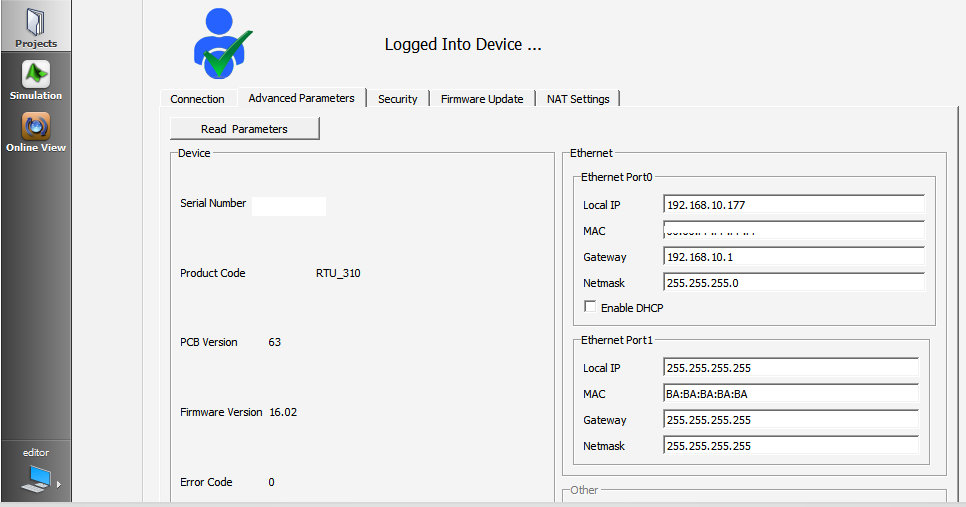 Projects
Simulation
Online View
editor
Logged Into Device ...
Connection
Advanced Parameters
Security
Firmware Update
NAT Settings
Read Parameters
Device
Serial Number
Product Code RTU_310
PCB Version 63
Firmware Version 16.02
Error Code 0
Ethernet
Ethernet Port0
Local IP 192.168.10.177
MAC
Gateway 192.168.10.1
Netmask 255.255.255.0
Enable DHCP
Ethernet Port1
Local IP 255.255.255.255
MAC BA:BA:BA:BA:BA
Gateway 255.255.255.255
Netmask 255.255.255.255
Other